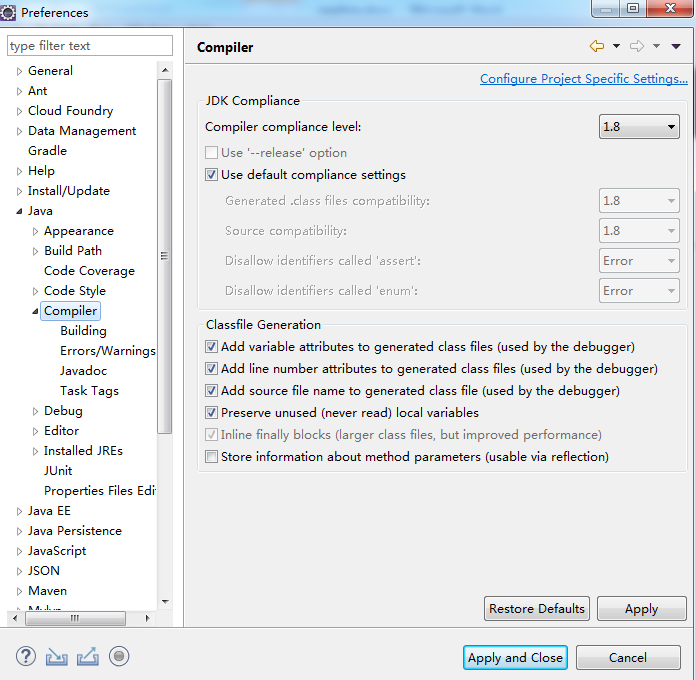 Preferences
type filter text
General
Ant
Cloud Foundry
Data Management
Gradle
Help
Install/Update
Java
Appearance
Build Path
Code Coverage
Code Style
Compiler
Building
Errors/Warnings
Javadoc
Task Tags
Debug
Editor
Installed JREs
JUnit
Properties Files Edi
Java EE
Java Persistence
JavaScript
JSON
Maven
Mylyn
Compiler
Configure Project Specific Settings...
JDK Compliance
Compiler compliance level: 1.8
Use '--release' option
Use default compliance settings
Generated .class files compatibility: 1.8
Source compatibility: 1.8
Disallow identifiers called 'assert': Error
Disallow identifiers called 'enum': Error
Classfile Generation
Add variable attributes to generated class files (used by the debugger)
Add line number attributes to generated class files (used by the debugger)
Add source file name to generated class file (used by the debugger)
Preserve unused (never read) local variables
Inline finally blocks (larger class files, but improved performance)
Store information about method parameters (usable via reflection)
Restore Defaults Apply
? Apply and Close Cancel